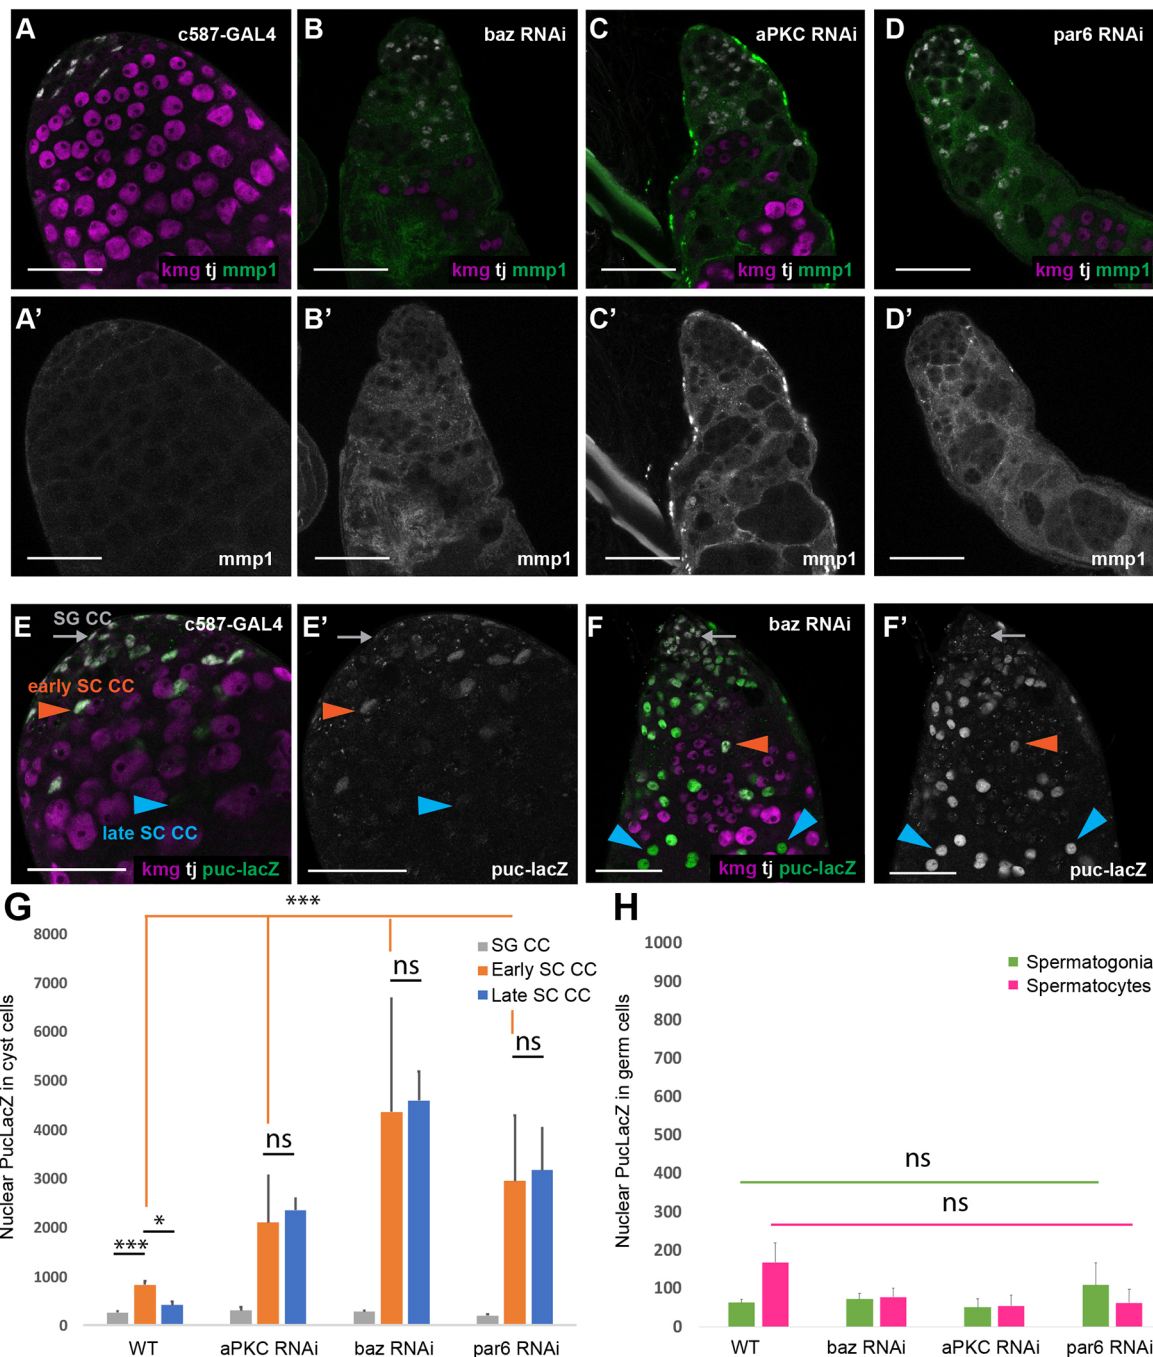 A c587-GAL4
B baz RNAi
C aPKC RNAi
D par6 RNAi
kmg tj mmp1
kmg tj mmp1
kmg tj mmp1
kmg tj mmp1
A’
B’
C’
D’
mmp1
mmp1
mmp1
mmp1
E SG CC c587-GAL4
E’
F baz RNAi
F’
early SC CC
late SC CC
kmg tj puc-lacZ
puc-lacZ
kmg tj puc-lacZ
puc-lacZ
G
***
8000
7000
6000
5000
4000
3000
2000
1000
0
Nuclear PucLacZ in cyst cells
SG CC
Early SC CC
Late SC CC
***
*
ns
ns
ns
WT
aPKC RNAi
baz RNAi
par6 RNAi
H
1000
900
800
700
600
500
400
300
200
100
0
Nuclear PucLacZ in germ cells
Spermatogonia
Spermatocytes
ns
ns
WT
baz RNAi
aPKC RNAi
par6 RNAi